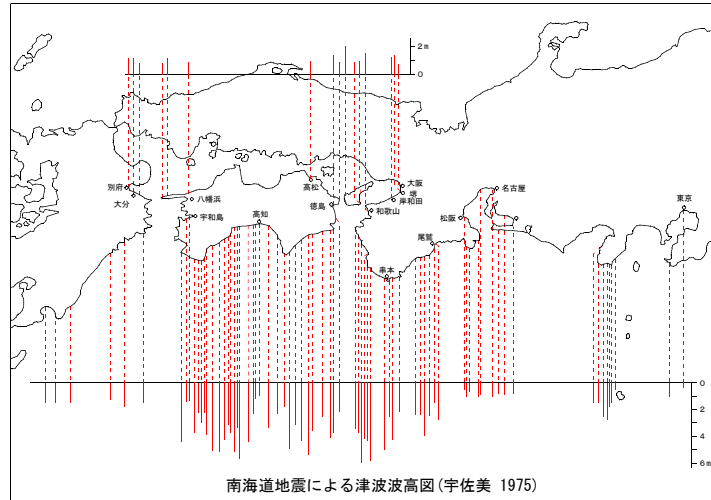 2m
0
別府
大分
八幡浜
宇和島
高知
高松
徳島
大阪
堺
岸和田
和歌山
松阪
名古屋
尾鷲
串本
東京
0
2
4
6m
南海道地震による津波波高図(宇佐美 1975)